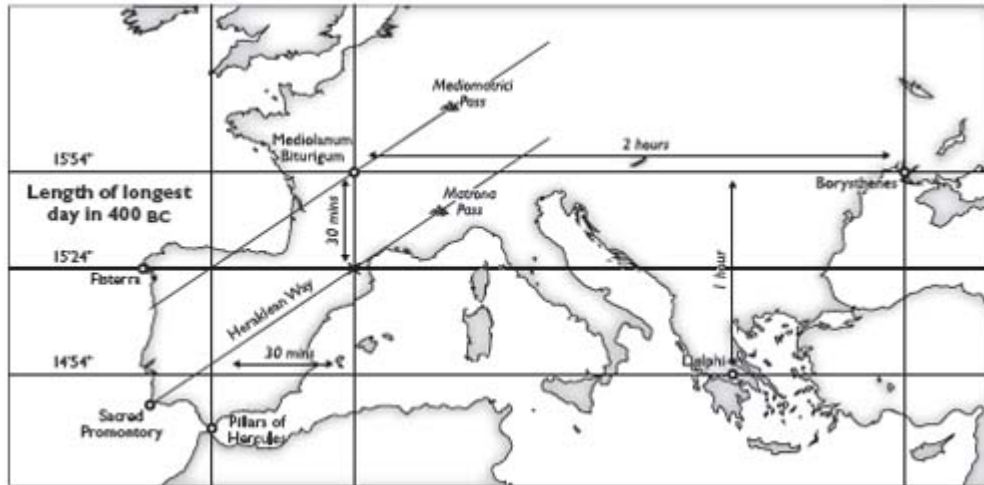 Mediomatrici
Pass
Mediolanum
Biturigum
2 hours
15'54"
Borysthenes
Length of longest
day in 400 BC
30 mins
Matrona
Pass
1 hour
15'24"
Fisterra
Heraklean Way
30 mins
14'54"
Delphi
Sacred
Promontory
Pillars of
Hercules